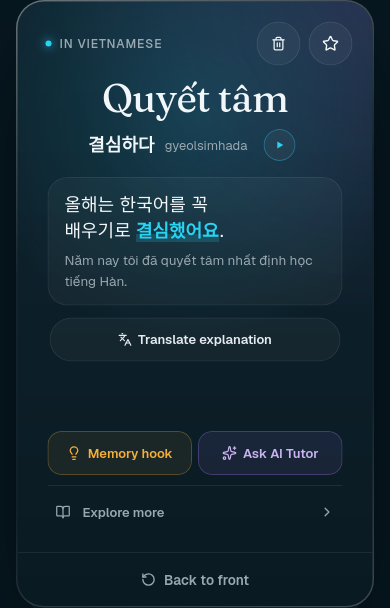 IN VIETNAMESE
Quyết tâm
결심하다 gyeolsimhada
올해는 한국어를 꼭
배우기로 결심했어요.
Năm nay tôi đã quyết tâm nhất định học
tiếng Hàn.
Translate explanation
Memory hook
Ask AI Tutor
Explore more
Back to front